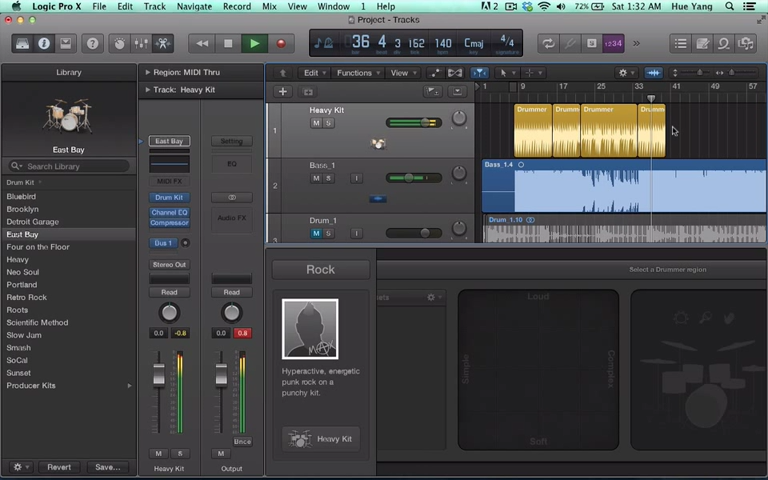 Logic Pro X File Edit Track Navigate Record Mix View Window 1 Help 2 72% Sat 1:32 AM Hue Yang
Project - Tracks
36 4 3 162 140 Cmaj 4/4
1234
Library
Region: MIDI Thru
Edit Functions View
Track: Heavy Kit
1 9 17 25 33 41 49 57
East Bay
Search Library
Drum Kit
Bluebird
Brooklyn
Detroit Garage
East Bay
Four on the Floor
Heavy
Neo Soul
Portland
Retro Rock
Roots
Scientific Method
Slow Jam
Smash
SoCal
Sunset
Producer Kits
Revert
Save...
East Bay
Setting
EQ
MIDI FX
Drum Kit
Channel EQ
Compressor
Audio FX
Bus 1
Stereo Out
Read
Read
0.0 -0.8
0.0 0.8
Bnce
M S
M
Heavy Kit
Output
1
Heavy Kit
M S
Drummer
Drumm
Drummer
Drumm
2
Bass_1
M S I
Bass_1.4
3
Drum_1
M S I
Drum_1.10
Rock
Select a Drummer region
Hyperactive, energetic
punk rock on a
punchy kit.
Heavy Kit
Loud
Simple
Complex
Soft